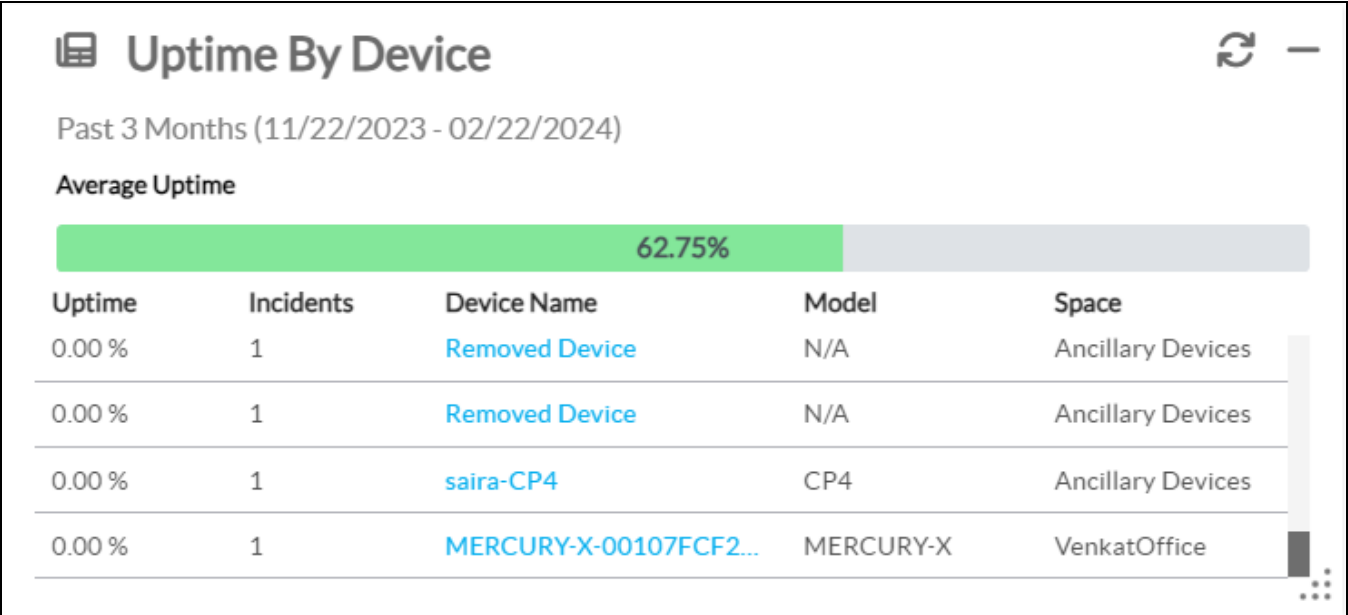 Uptime By Device
Past 3 Months (11/22/2023 - 02/22/2024)
Average Uptime
62.75%
Uptime Incidents Device Name Model Space
0.00 % 1 Removed Device N/A Ancillary Devices
0.00 % 1 Removed Device N/A Ancillary Devices
0.00 % 1 saira-CP4 CP4 Ancillary Devices
0.00 % 1 MERCURY-X-00107FCF2... MERCURY-X VenkatOffice